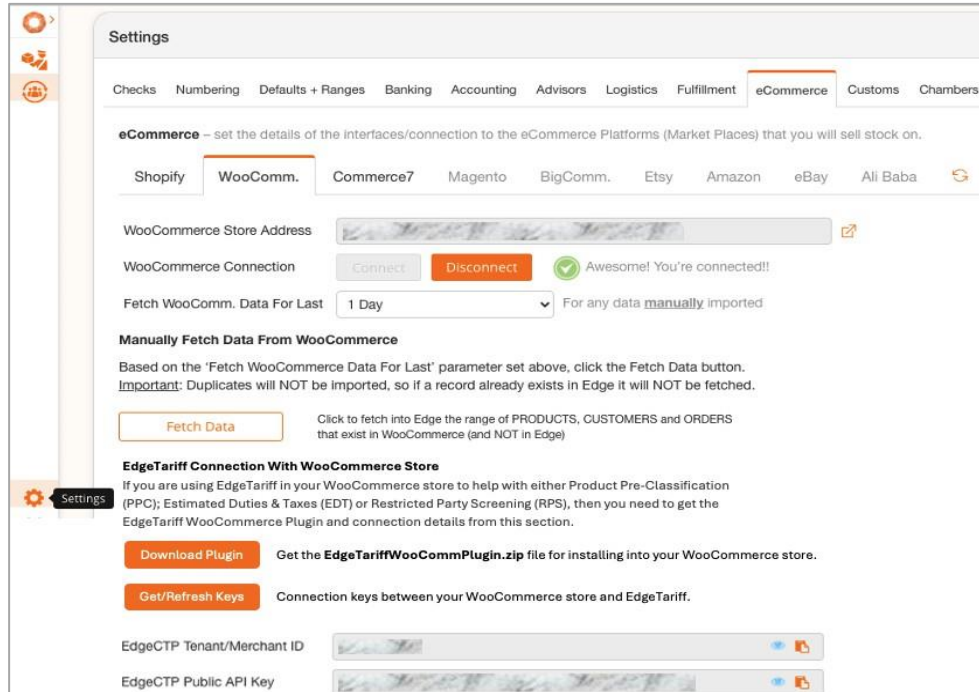 Settings
Checks Numbering Defaults + Ranges Banking Accounting Advisors Logistics Fulfillment eCommerce Customs Chambers
eCommerce – set the details of the interfaces/connection to the eCommerce Platforms (Market Places) that you will sell stock on.
Shopify WooComm. Commerce7 Magento BigComm. Etsy Amazon eBay Ali Baba
WooCommerce Store Address
WooCommerce Connection Connect Disconnect Awesome! You're connected!!
Fetch WooComm. Data For Last 1 Day For any data manually imported
Manually Fetch Data From WooCommerce
Based on the 'Fetch WooCommerce Data For Last' parameter set above, click the Fetch Data button.
Important: Duplicates will NOT be imported, so if a record already exists in Edge it will NOT be fetched.
Fetch Data
Click to fetch into Edge the range of PRODUCTS, CUSTOMERS and ORDERS
that exist in WooCommerce (and NOT in Edge)
EdgeTariff Connection With WooCommerce Store
If you are using EdgeTariff in your WooCommerce store to help with either Product Pre-Classification
(PPC); Estimated Duties & Taxes (EDT) or Restricted Party Screening (RPS), then you need to get the
EdgeTariff WooCommerce Plugin and connection details from this section.
Settings
Download Plugin Get the EdgeTariffWooCommPlugin.zip file for installing into your WooCommerce store.
Get/Refresh Keys Connection keys between your WooCommerce store and EdgeTariff.
EdgeCTP Tenant/Merchant ID
EdgeCTP Public API Key